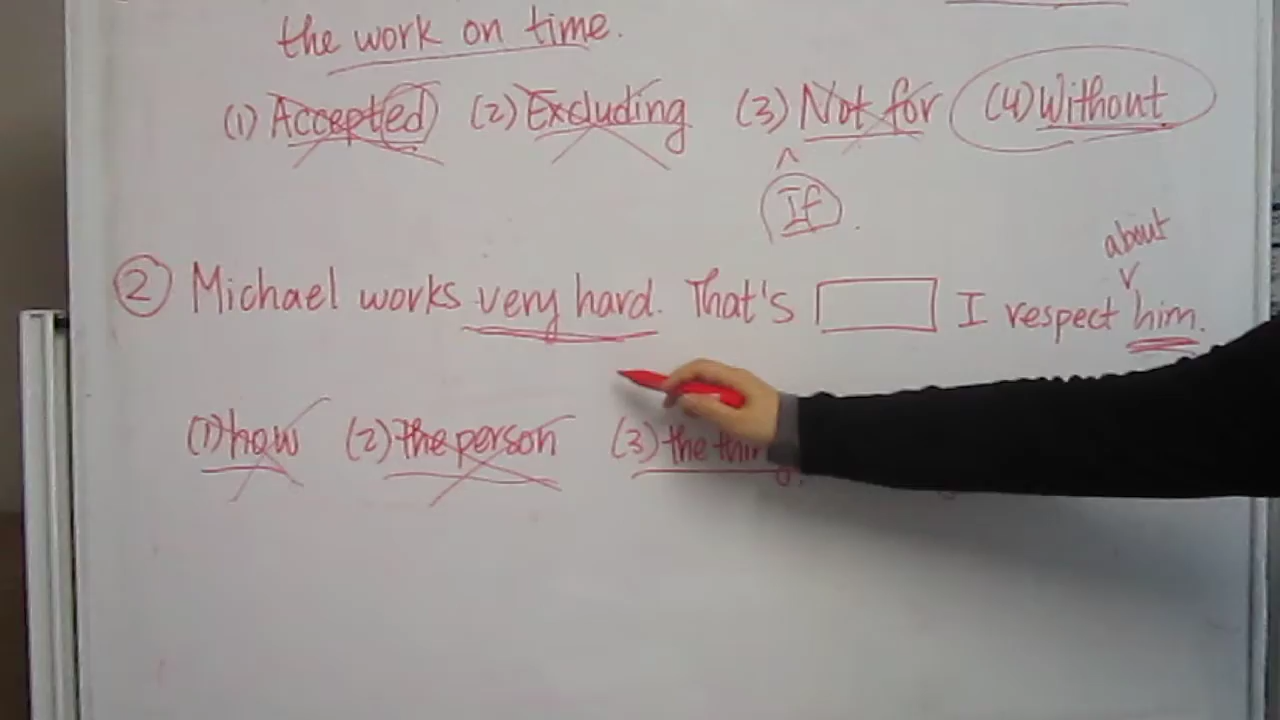 the work on time.
(1) Accepted (2) Excluding (3) Not for (4) Without
If.
about
② Michael works very hard. That's I respect him.
(1) how (2) the person (3) the thing